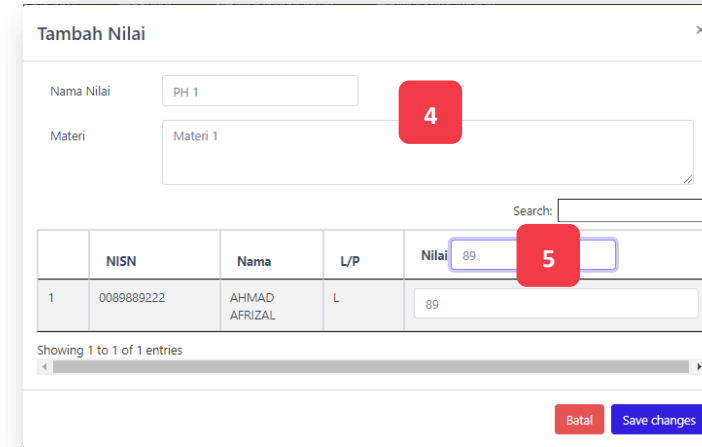 Tambah Nilai ×
Nama Nilai PH 1
4
Materi Materi 1
Search:
NISN Nama L/P Nilai 89
5
1 0089889222 AHMAD L 89
AFRIZAL
Showing 1 to 1 of 1 entries
Batal Save changes